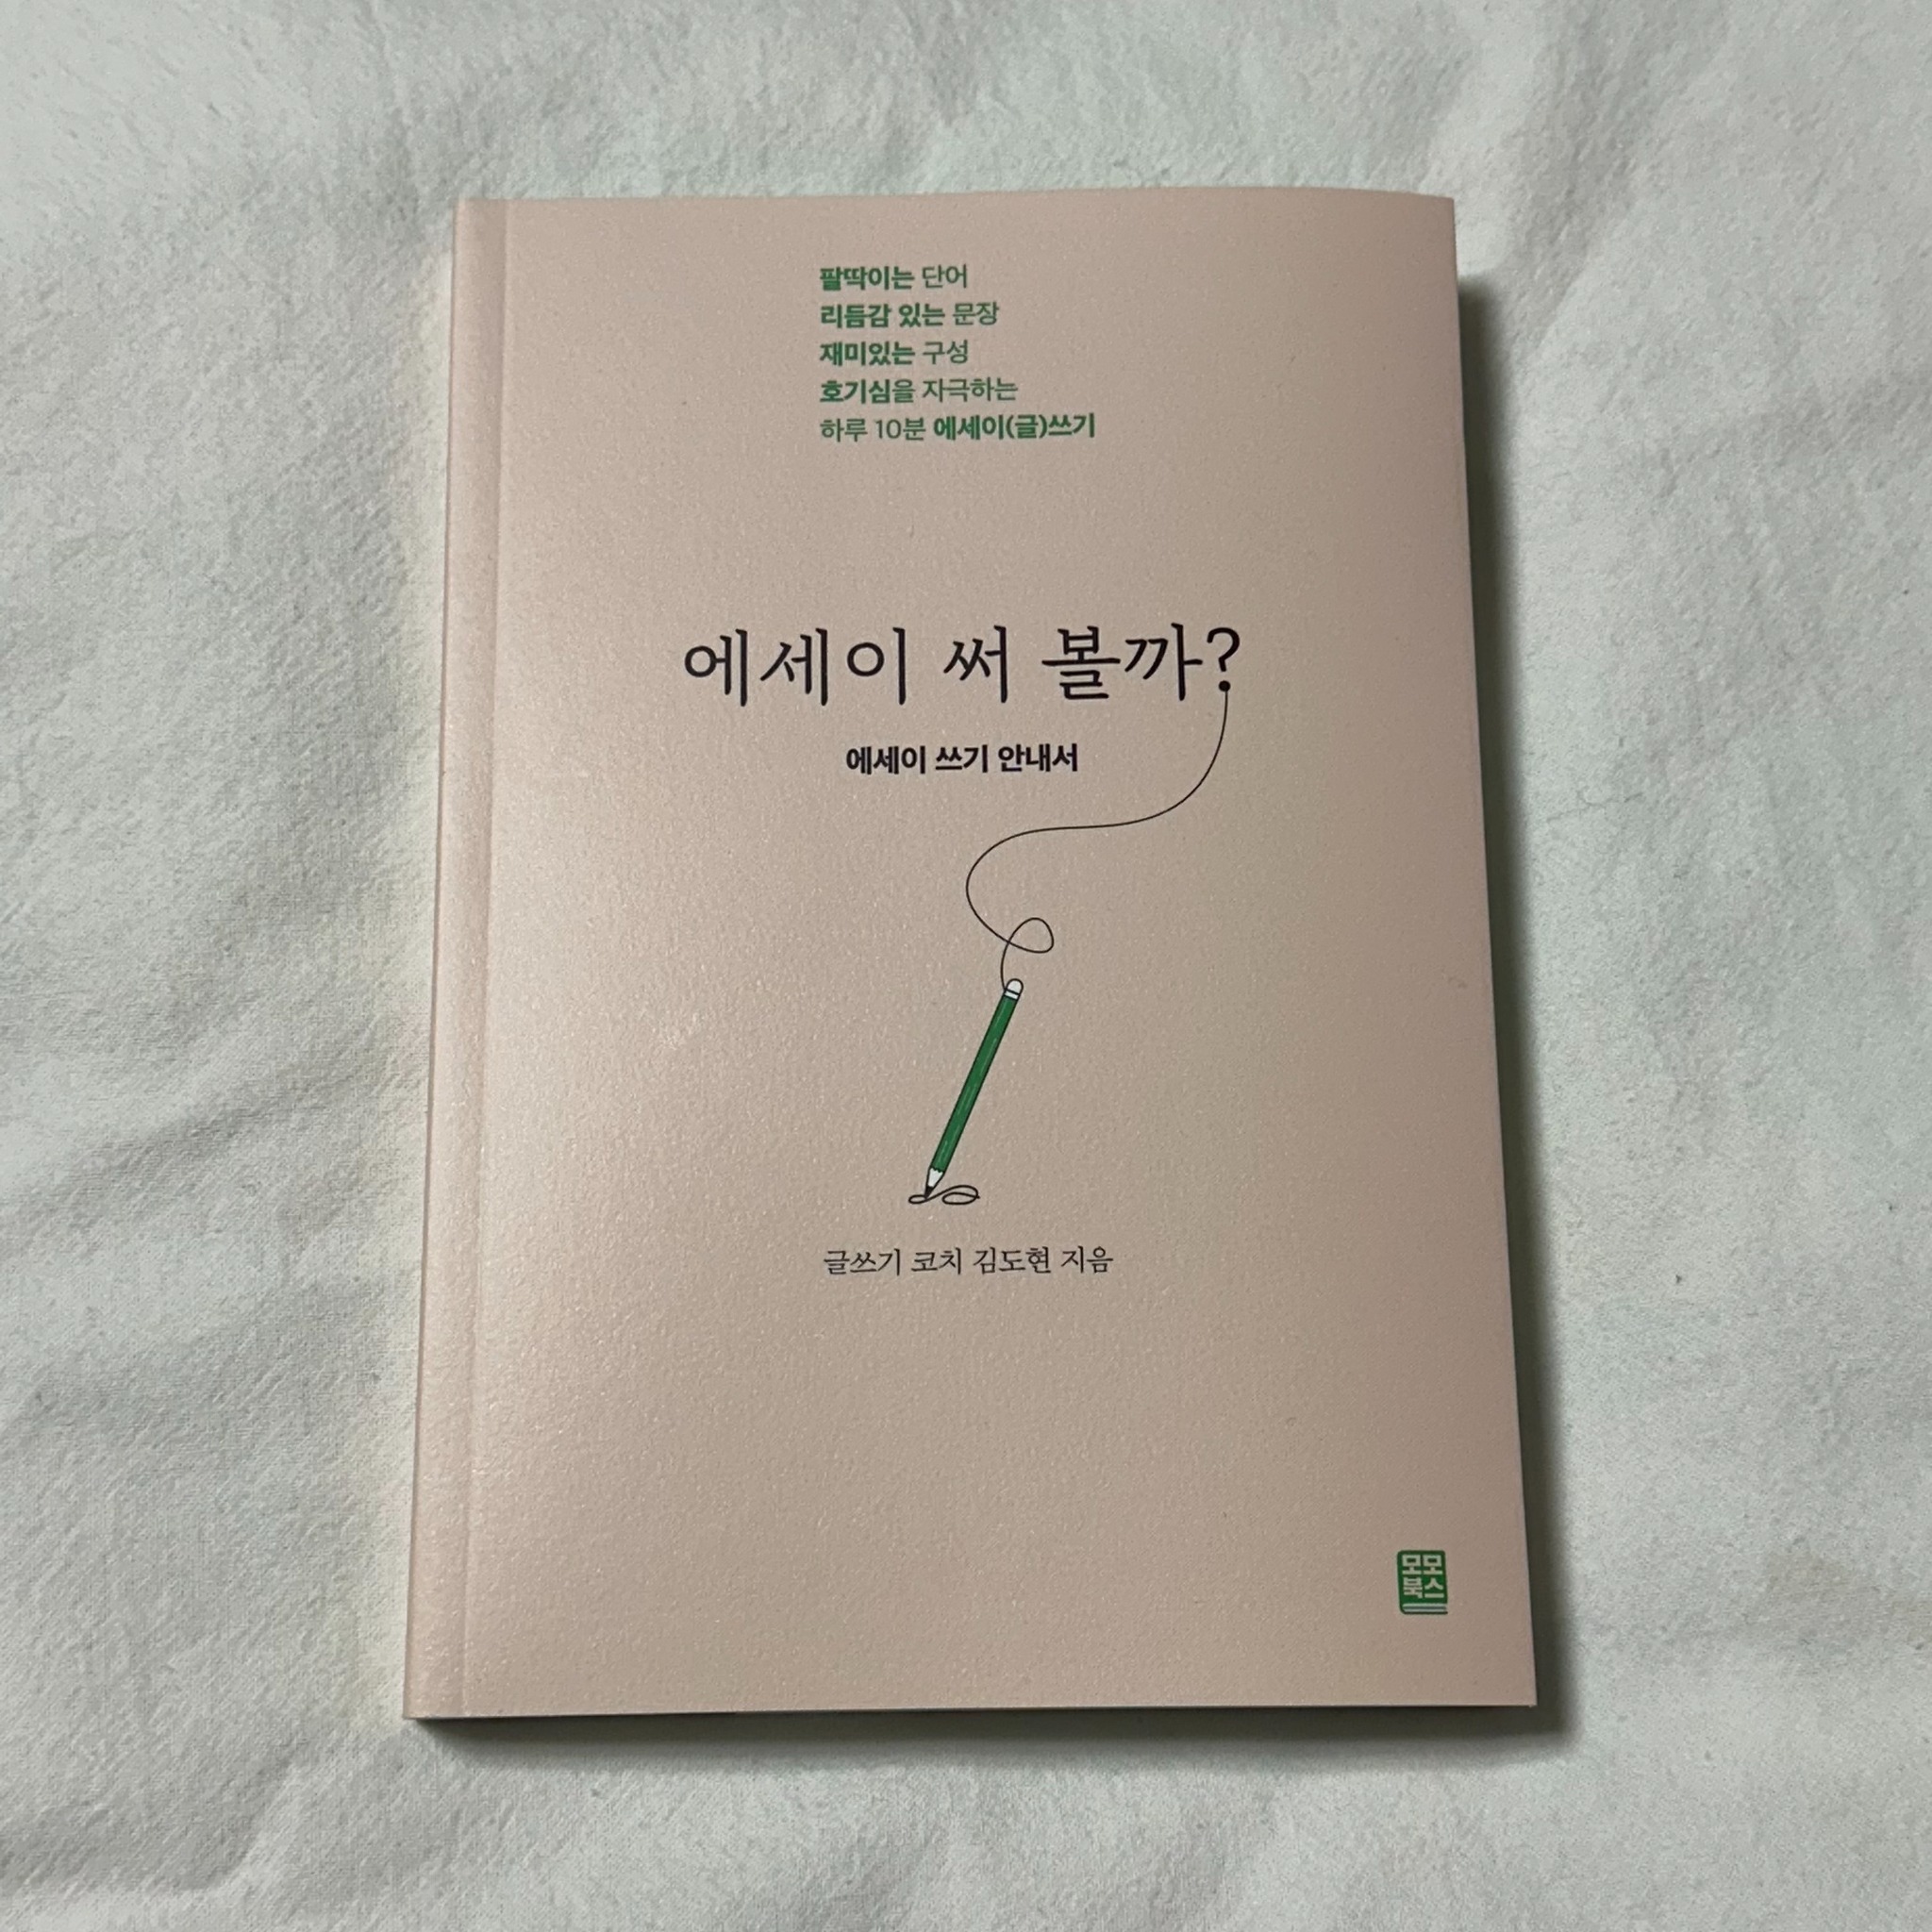 팔딱이는 단어
리듬감 있는 문장
재미있는 구성
호기심을 자극하는
하루 10분 에세이(글)쓰기
에세이 써 볼까?
에세이 쓰기 안내서
글쓰기 코치 김도현 지음
모모
북스